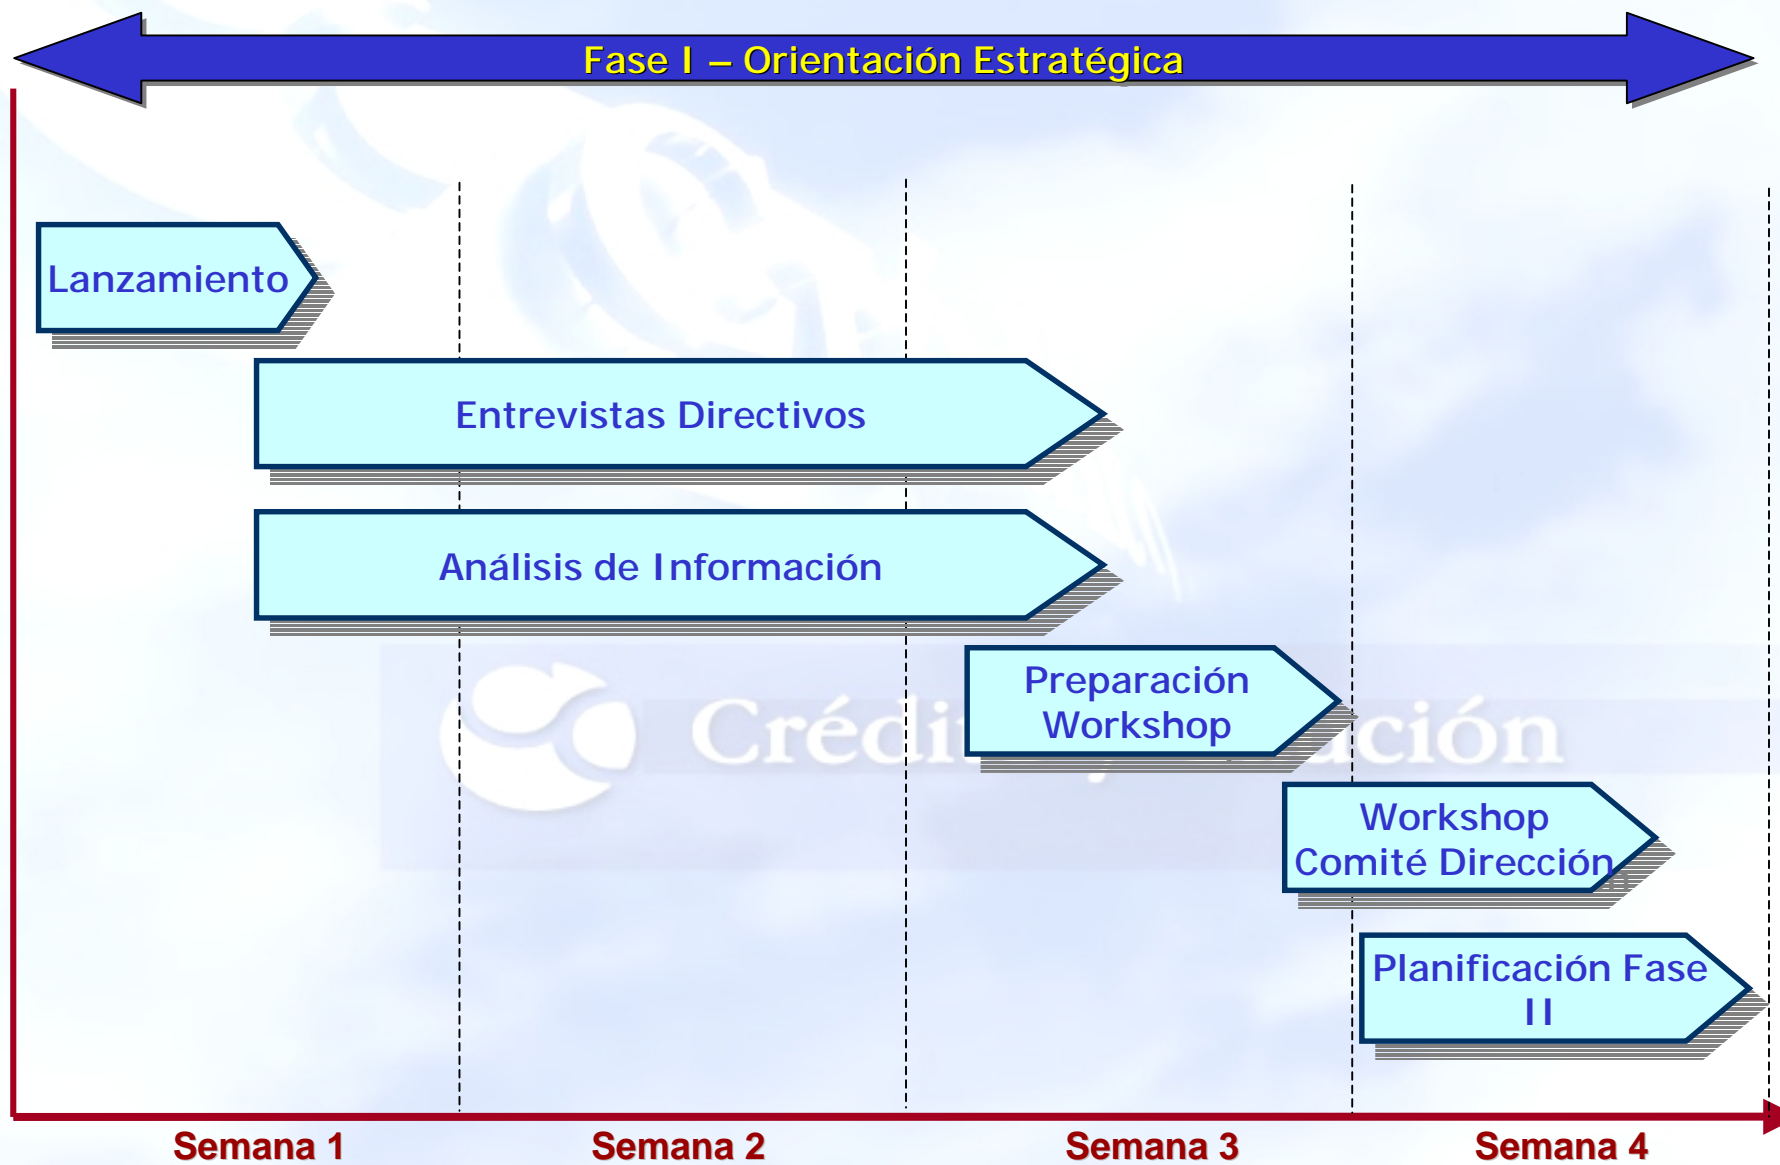 Fase I – Orientación Estratégica
Lanzamiento
Entrevistas Directivos
Análisis de Información
Preparación
Workshop
Workshop
Comité Dirección
Planificación Fase
II
Semana 1
Semana 2
Semana 3
Semana 4